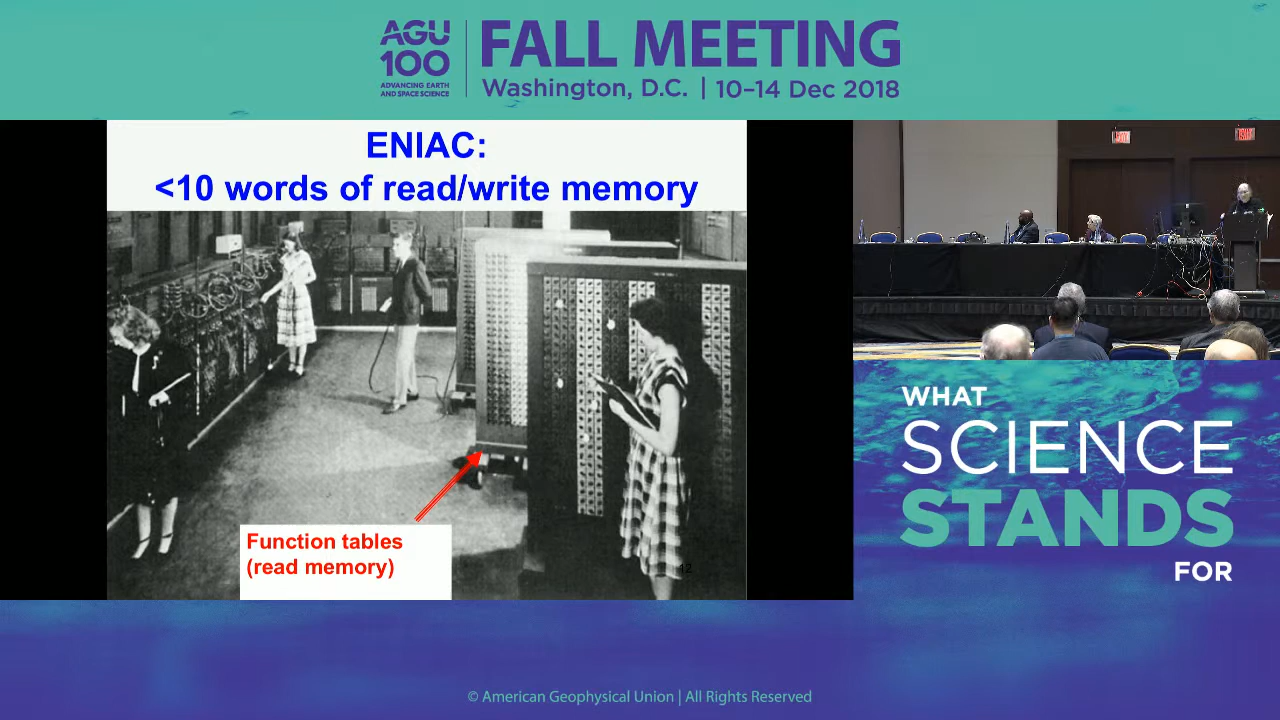 AGU
100
ADVANCING EARTH
AND SPACE SCIENCE
FALL MEETING
Washington, D.C. | 10–14 Dec 2018
ENIAC:
<10 words of read/write memory
Function tables
(read memory)
12
WHAT
SCIENCE
STANDS
FOR
© American Geophysical Union | All Rights Reserved